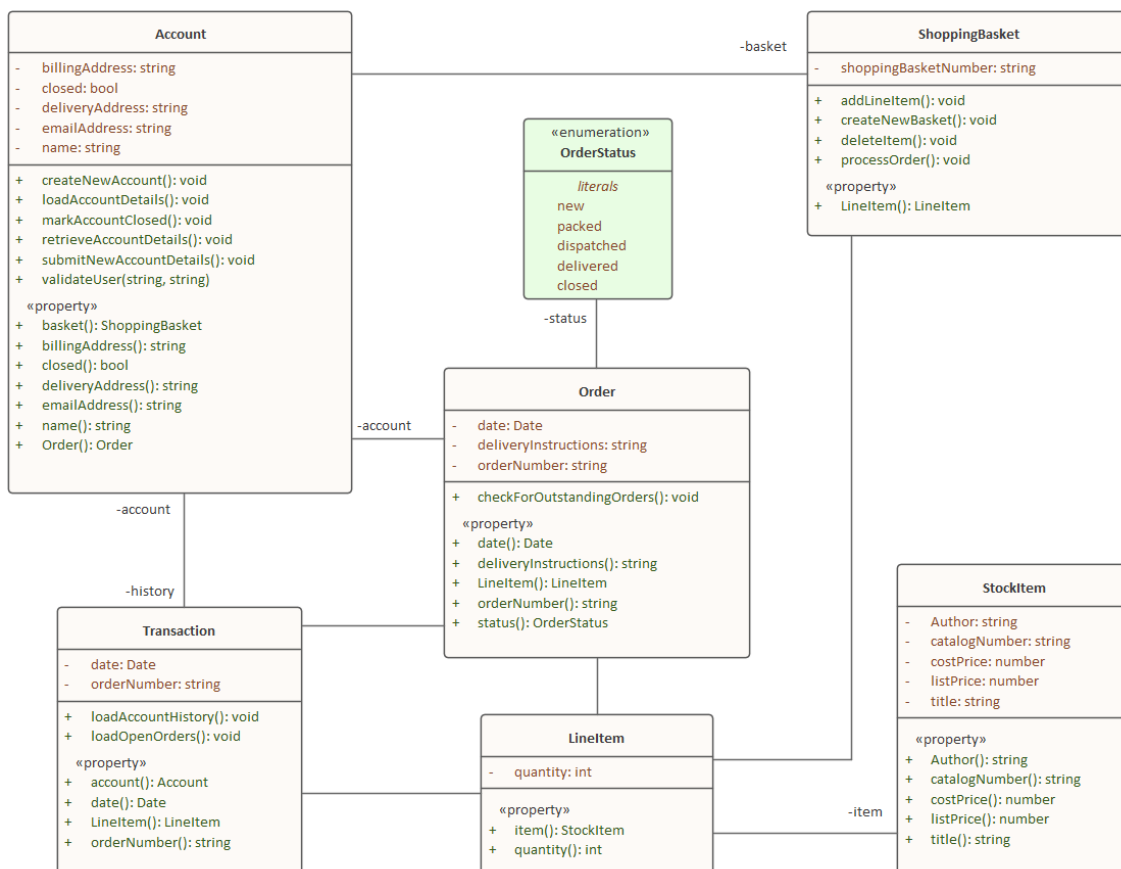 Account
- billingAddress: string
- closed: bool
- deliveryAddress: string
- emailAddress: string
- name: string
+ createNewAccount(): void
+ loadAccountDetails(): void
+ markAccountClosed(): void
+ retrieveAccountDetails(): void
+ submitNewAccountDetails(): void
+ validateUser(string, string)
«property»
+ basket(): ShoppingBasket
+ billingAddress(): string
+ closed(): bool
+ deliveryAddress(): string
+ emailAddress(): string
+ name(): string
+ Order(): Order
-basket
ShoppingBasket
- shoppingBasketNumber: string
+ addLineItem(): void
+ createNewBasket(): void
+ deleteItem(): void
+ processOrder(): void
«property»
+ LineItem(): LineItem
«enumeration»
OrderStatus
literals
new
packed
dispatched
delivered
closed
-status
-account
Order
- date: Date
- deliveryInstructions: string
- orderNumber: string
+ checkForOutstandingOrders(): void
«property»
+ date(): Date
+ deliveryInstructions(): string
+ LineItem(): LineItem
+ orderNumber(): string
+ status(): OrderStatus
-account
-history
Transaction
- date: Date
- orderNumber: string
+ loadAccountHistory(): void
+ loadOpenOrders(): void
«property»
+ account(): Account
+ date(): Date
+ LineItem(): LineItem
+ orderNumber(): string
LineItem
- quantity: int
«property»
+ item(): StockItem
+ quantity(): int
-item
StockItem
- Author: string
- catalogNumber: string
- costPrice: number
- listPrice: number
- title: string
«property»
+ Author(): string
+ catalogNumber(): string
+ costPrice(): number
+ listPrice(): number
+ title(): string